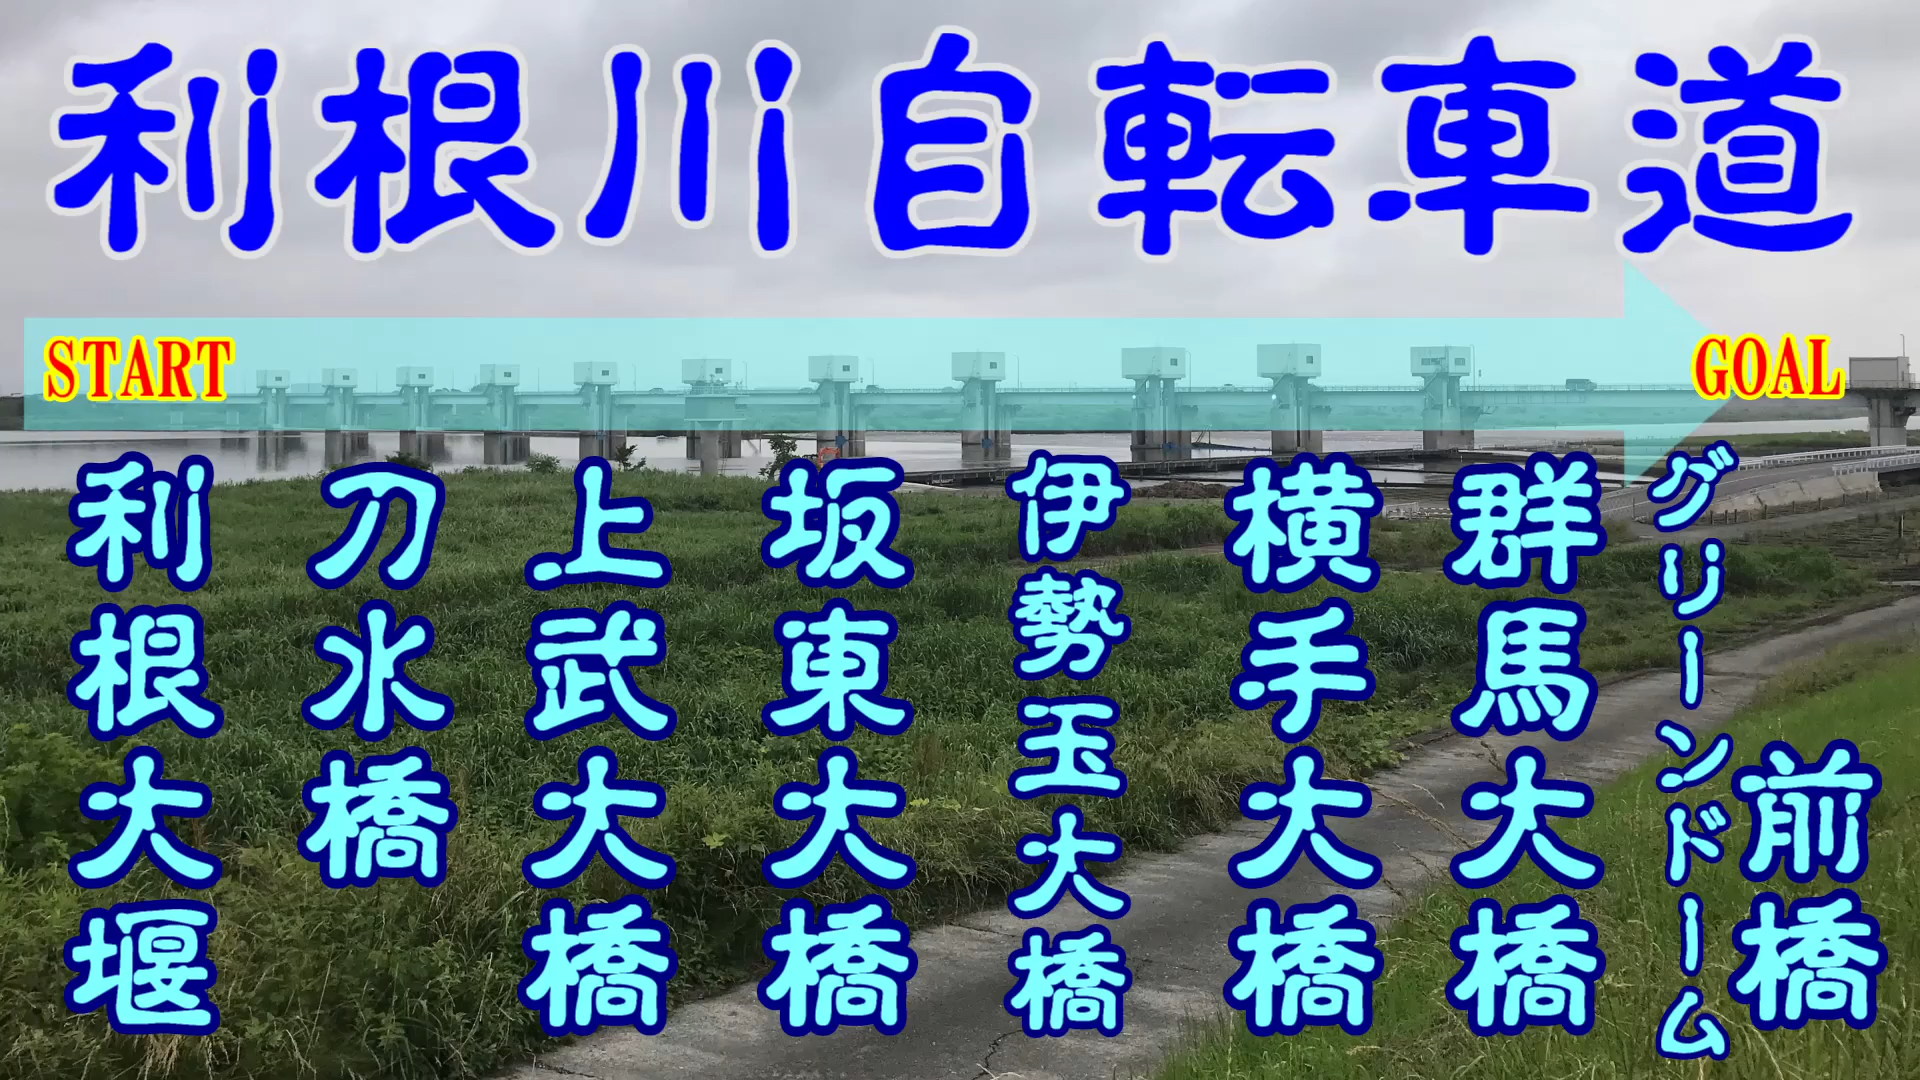 利根川自転車道
START
GOAL
利根大堰
刀水橋
上武大橋
坂東大橋
伊勢玉大橋
横手大橋
群馬大橋
前橋
グリーンドーム